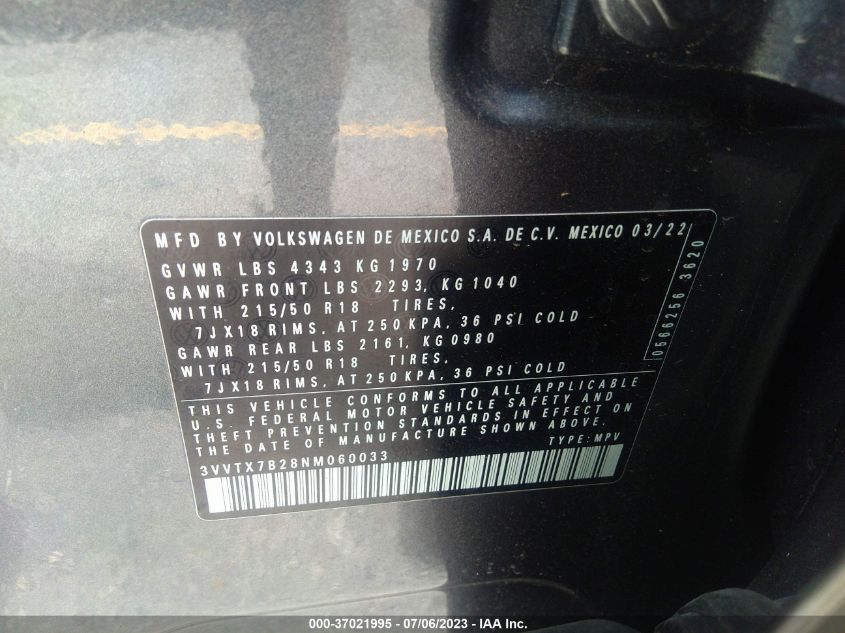 MFD BY VOLKSWAGEN DE MEXICO S.A. DE C.V. MEXICO 03/22
GVWR LBS 4343 KG 1970
GAWR FRONT LBS 2293, KG 1040
WITH 215/50 R18 TIRES,
7JX18 RIMS, AT 250 KPA, 36 PSI COLD
GAWR REAR LBS 2161, KG 0980
WITH 215/50 R18 TIRES,
7JX18 RIMS, AT 250 KPA, 36 PSI COLD
THIS VEHICLE CONFORMS TO ALL APPLICABLE
U.S. FEDERAL MOTOR VEHICLE SAFETY AND
THEFT PREVENTION STANDARDS IN EFFECT ON
THE DATE OF MANUFACTURE SHOWN ABOVE.
3VVTX7B28NM060033 TYPE: MPV
0566256 3620
000-37021995 - 07/06/2023 - IAA Inc.